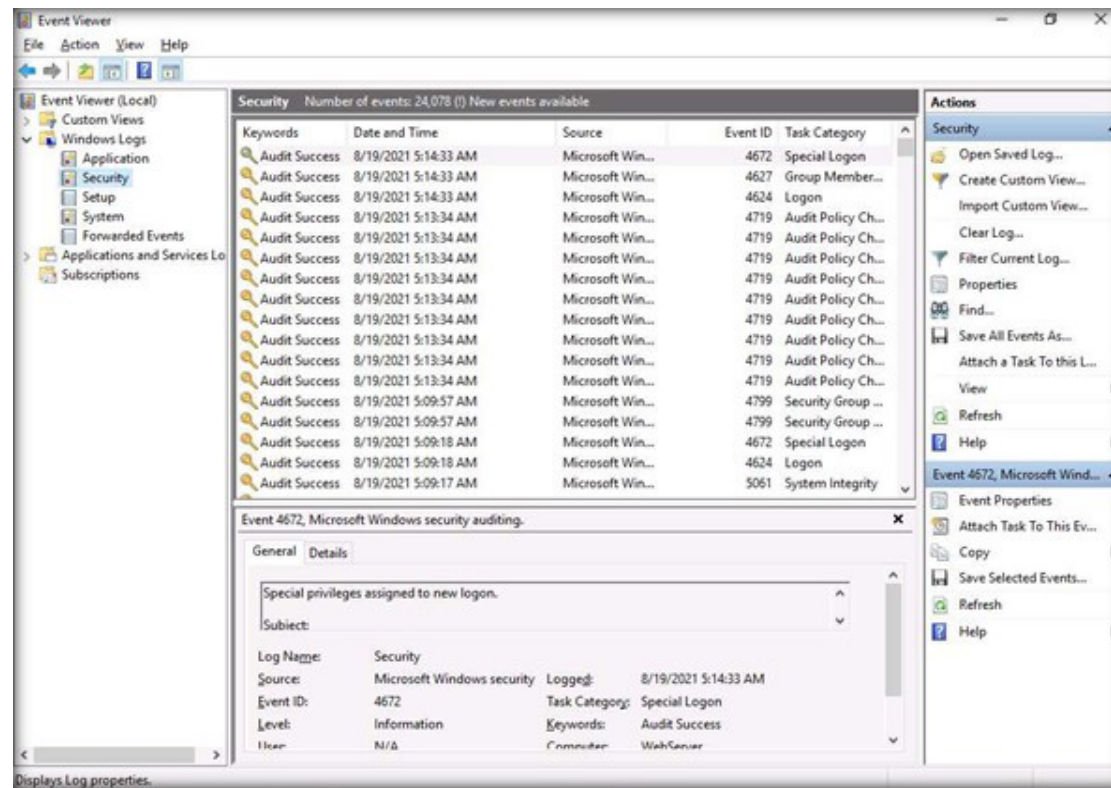 Event Viewer
File Action View Help
Event Viewer (Local)
Custom Views
Windows Logs
Application
Security
Setup
System
Forwarded Events
Applications and Services Lo
Subscriptions
Security Number of events: 24,078 (!) New events available
Keywords Date and Time Source Event ID Task Category
Audit Success 8/19/2021 5:14:33 AM Microsoft Win... 4672 Special Logon
Audit Success 8/19/2021 5:14:33 AM Microsoft Win... 4627 Group Member...
Audit Success 8/19/2021 5:14:33 AM Microsoft Win... 4624 Logon
Audit Success 8/19/2021 5:13:34 AM Microsoft Win... 4719 Audit Policy Ch...
Audit Success 8/19/2021 5:13:34 AM Microsoft Win... 4719 Audit Policy Ch...
Audit Success 8/19/2021 5:13:34 AM Microsoft Win... 4719 Audit Policy Ch...
Audit Success 8/19/2021 5:13:34 AM Microsoft Win... 4719 Audit Policy Ch...
Audit Success 8/19/2021 5:13:34 AM Microsoft Win... 4719 Audit Policy Ch...
Audit Success 8/19/2021 5:13:34 AM Microsoft Win... 4719 Audit Policy Ch...
Audit Success 8/19/2021 5:13:34 AM Microsoft Win... 4719 Audit Policy Ch...
Audit Success 8/19/2021 5:13:34 AM Microsoft Win... 4719 Audit Policy Ch...
Audit Success 8/19/2021 5:13:34 AM Microsoft Win... 4719 Audit Policy Ch...
Audit Success 8/19/2021 5:09:57 AM Microsoft Win... 4799 Security Group ...
Audit Success 8/19/2021 5:09:57 AM Microsoft Win... 4799 Security Group ...
Audit Success 8/19/2021 5:09:18 AM Microsoft Win... 4672 Special Logon
Audit Success 8/19/2021 5:09:18 AM Microsoft Win... 4624 Logon
Audit Success 8/19/2021 5:09:17 AM Microsoft Win... 5061 System Integrity
Event 4672, Microsoft Windows security auditing.
General Details
Special privileges assigned to new logon.
Subject:
Log Name: Security
Source: Microsoft Windows security Logged: 8/19/2021 5:14:33 AM
Event ID: 4672 Task Category: Special Logon
Level: Information Keywords: Audit Success
User: N/A Computer: WebServer
Actions
Security
Open Saved Log...
Create Custom View...
Import Custom View...
Clear Log...
Filter Current Log...
Properties
Find...
Save All Events As...
Attach a Task To this L...
View
Refresh
Help
Event 4672, Microsoft Wind...
Event Properties
Attach Task To This Ev...
Copy
Save Selected Events...
Refresh
Help
Displays Log properties.